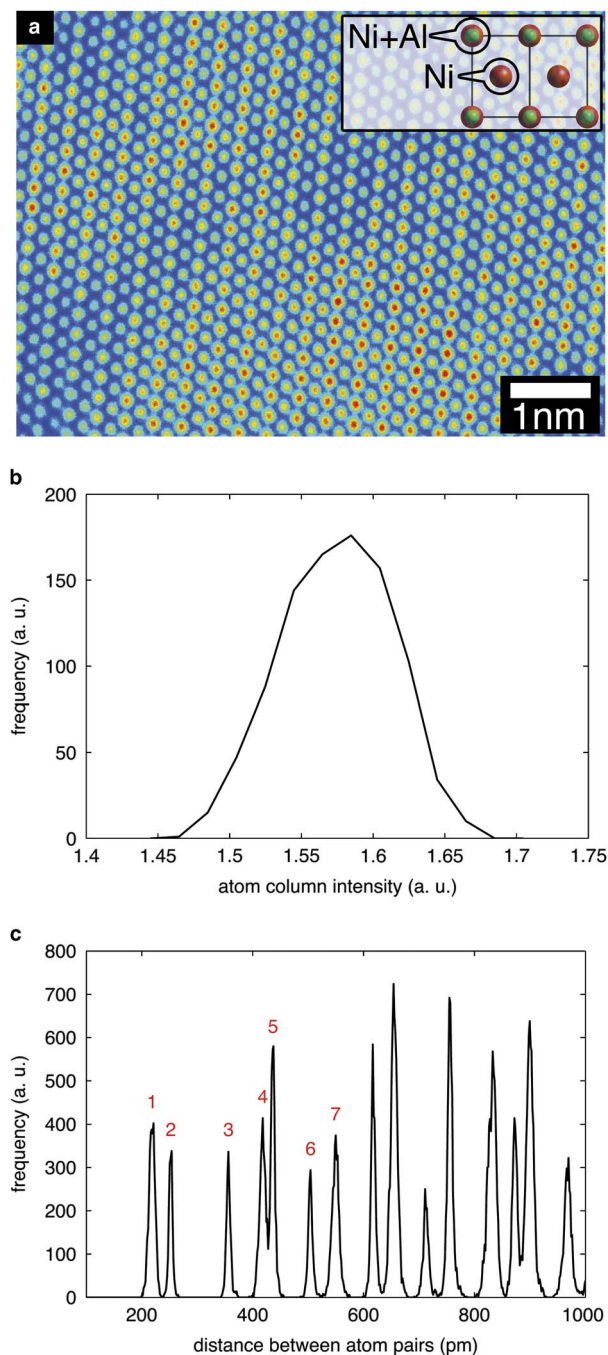 a
Ni+Al
Ni
1nm
b
200
150
100
50
0
frequency (a. u.)
1.4 1.45 1.5 1.55 1.6 1.65 1.7 1.75
atom column intensity (a. u.)
c
800
700
600
500
400
300
200
100
0
frequency (a. u.)
1 2 3 4 5 6 7
200 400 600 800 1000
distance between atom pairs (pm)